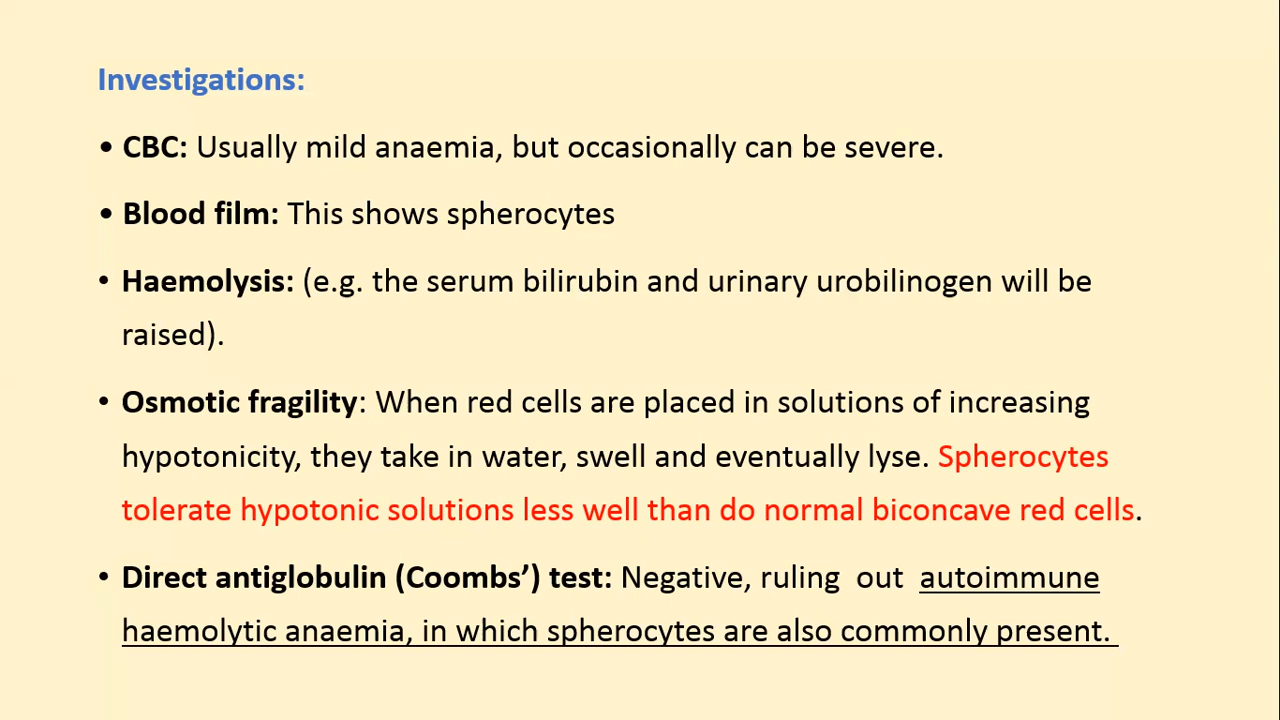 Investigations:
• CBC: Usually mild anaemia, but occasionally can be severe.
• Blood film: This shows spherocytes
• Haemolysis: (e.g. the serum bilirubin and urinary urobilinogen will be
raised).
• Osmotic fragility: When red cells are placed in solutions of increasing
hypotonicity, they take in water, swell and eventually lyse. Spherocytes
tolerate hypotonic solutions less well than do normal biconcave red cells.
• Direct antiglobulin (Coombs’) test: Negative, ruling out autoimmune
haemolytic anaemia, in which spherocytes are also commonly present.